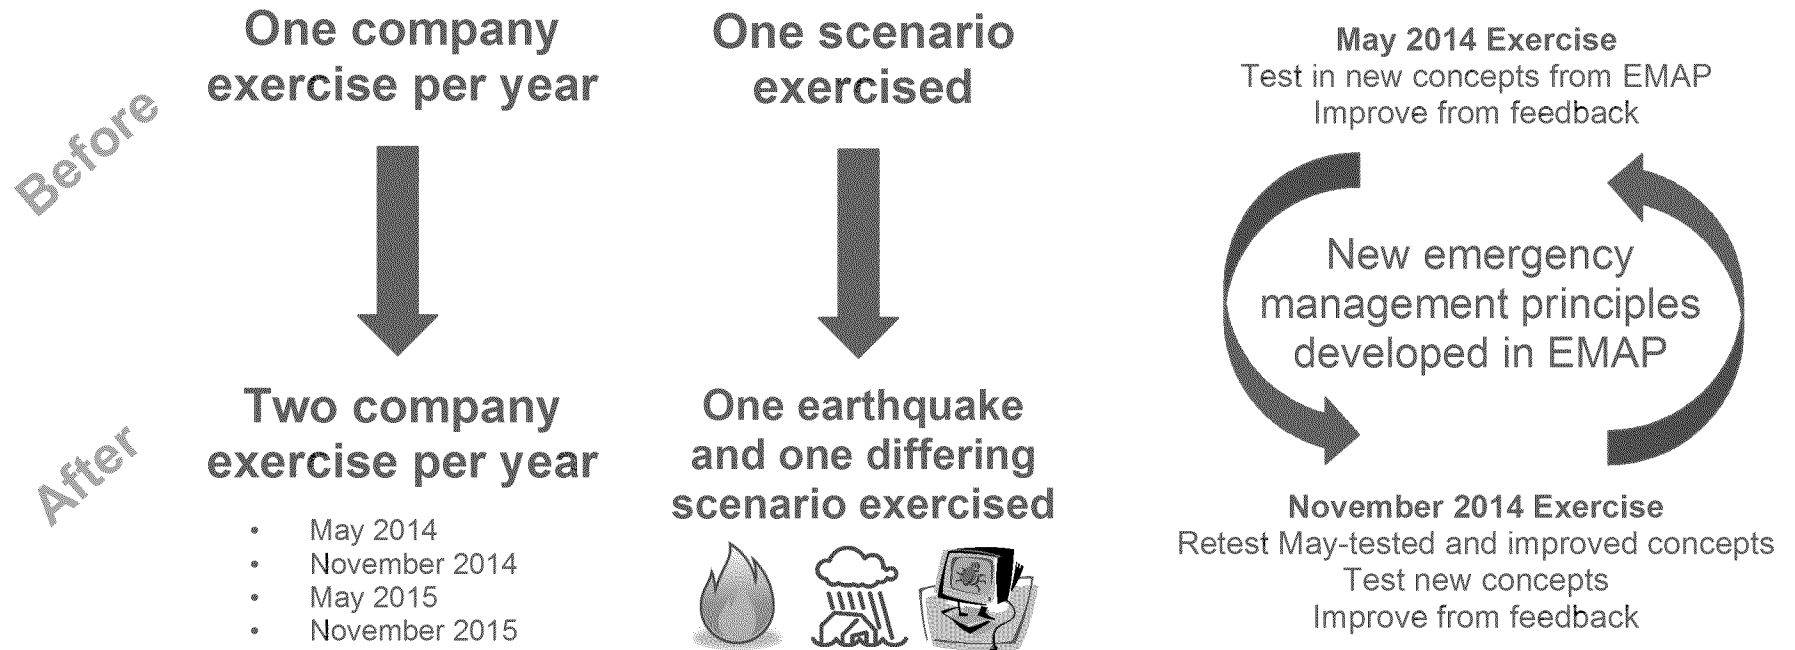 Before
One company
exercise per year
After
Two company
exercise per year
• May 2014
• November 2014
• May 2015
• November 2015
One scenario
exercised
One earthquake
and one differing
scenario exercised
May 2014 Exercise
Test in new concepts from EMAP
Improve from feedback
New emergency
management principles
developed in EMAP
November 2014 Exercise
Retest May-tested and improved concepts
Test new concepts
Improve from feedback